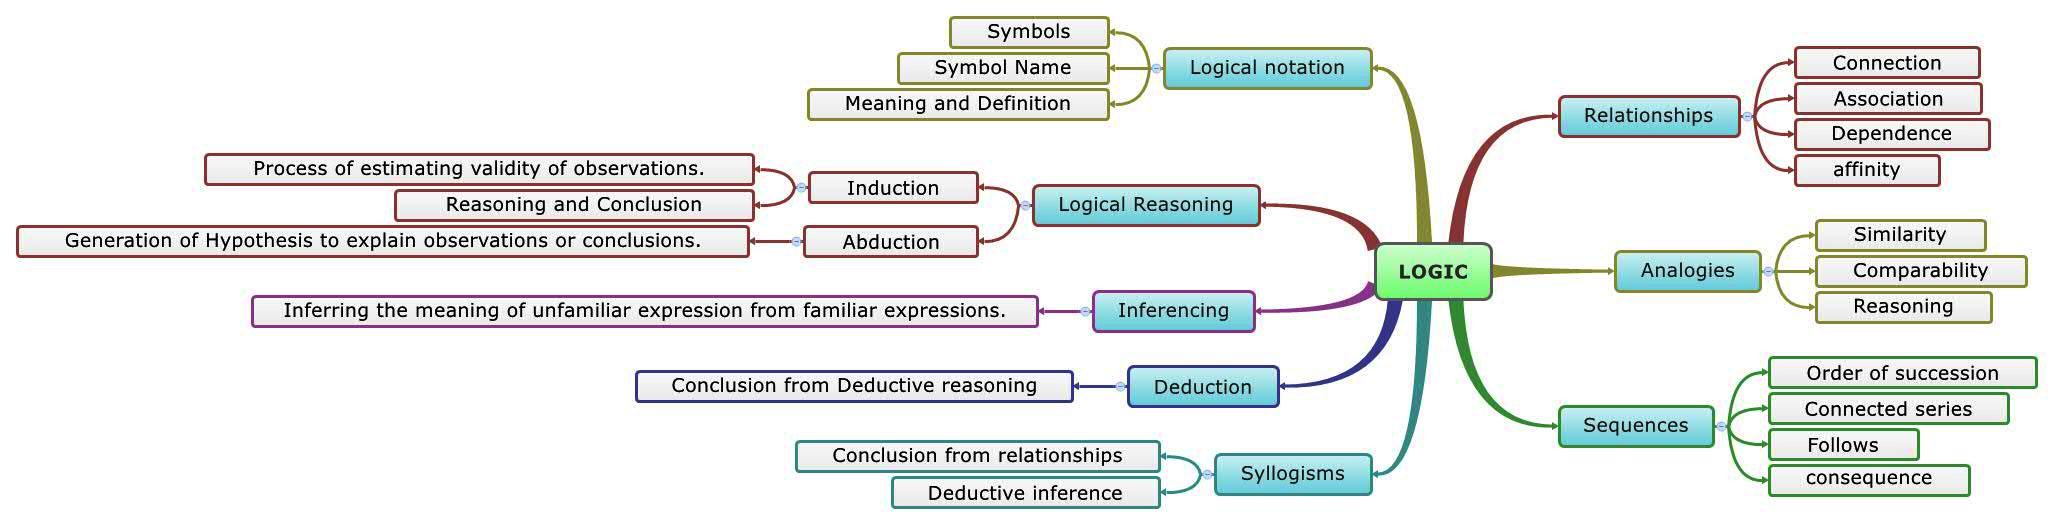 LOGIC
Logical notation
Symbols
Symbol Name
Meaning and Definition
Logical Reasoning
Induction
Process of estimating validity of observations.
Reasoning and Conclusion
Abduction
Generation of Hypothesis to explain observations or conclusions.
Inferencing
Inferring the meaning of unfamiliar expression from familiar expressions.
Deduction
Conclusion from Deductive reasoning
Syllogisms
Conclusion from relationships
Deductive inference
Relationships
Connection
Association
Dependence
affinity
Analogies
Similarity
Comparability
Reasoning
Sequences
Order of succession
Connected series
Follows
consequence